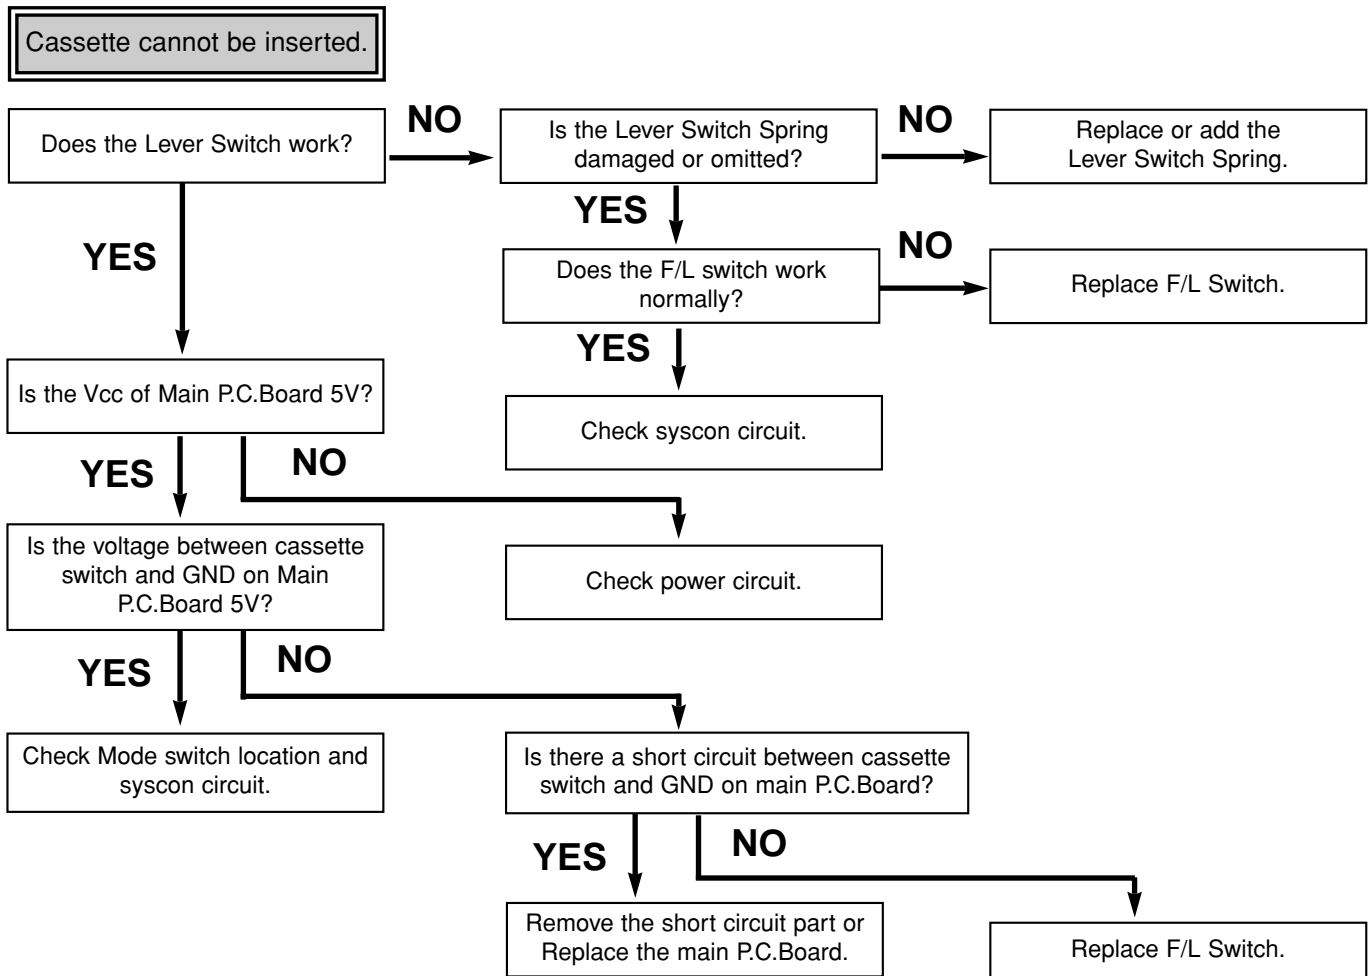 Cassette cannot be inserted.
Does the Lever Switch work?
NO
Is the Lever Switch Spring
damaged or omitted?
NO
Replace or add the
Lever Switch Spring.
YES
YES
Does the F/L switch work
normally?
NO
Replace F/L Switch.
YES
Is the Vcc of Main P.C.Board 5V?
Check syscon circuit.
YES
NO
Is the voltage between cassette
switch and GND on Main
P.C.Board 5V?
Check power circuit.
YES
NO
Check Mode switch location and
syscon circuit.
Is there a short circuit between cassette
switch and GND on main P.C.Board?
YES
NO
Remove the short circuit part or
Replace the main P.C.Board.
Replace F/L Switch.